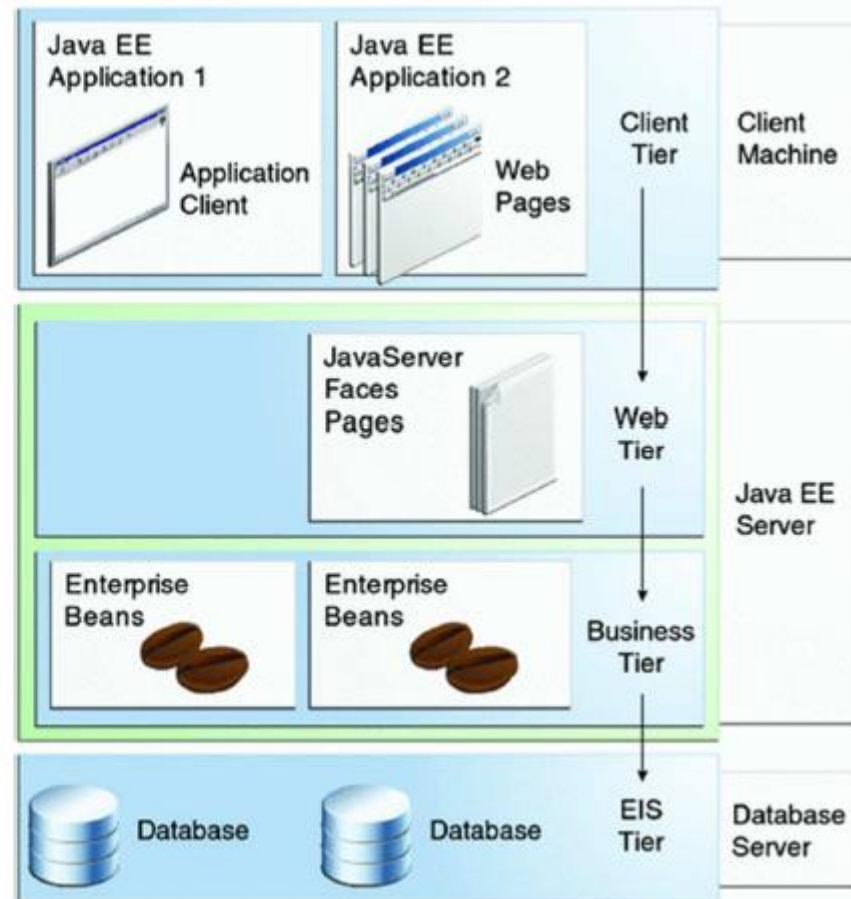 Java EE
Application 1
Application
Client
Java EE
Application 2
Web
Pages
Client
Tier
Client
Machine
JavaServer
Faces
Pages
Web
Tier
Java EE
Server
Enterprise
Beans
Enterprise
Beans
Business
Tier
Database
Database
EIS
Tier
Database
Server